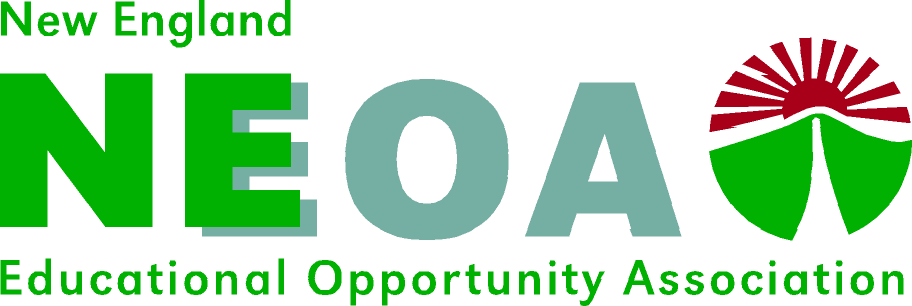 New England
NEOA
Educational Opportunity Association